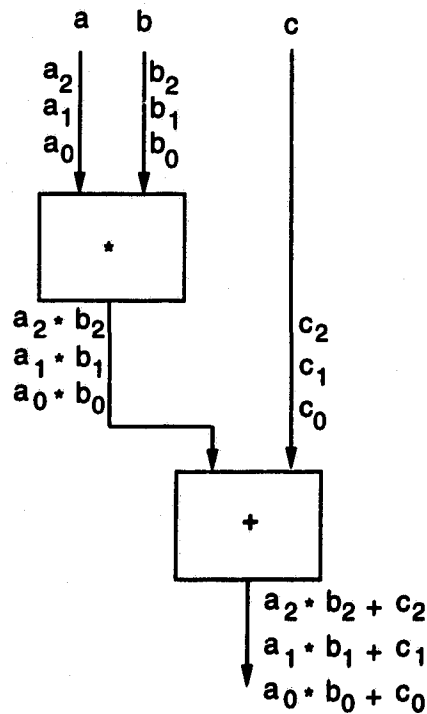 a b c
a₂ b₂
a₁ b₁
a₀ b₀
*
a₂ * b₂ c₂
a₁ * b₁ c₁
a₀ * b₀ c₀
+
a₂ * b₂ + c₂
a₁ * b₁ + c₁
a₀ * b₀ + c₀